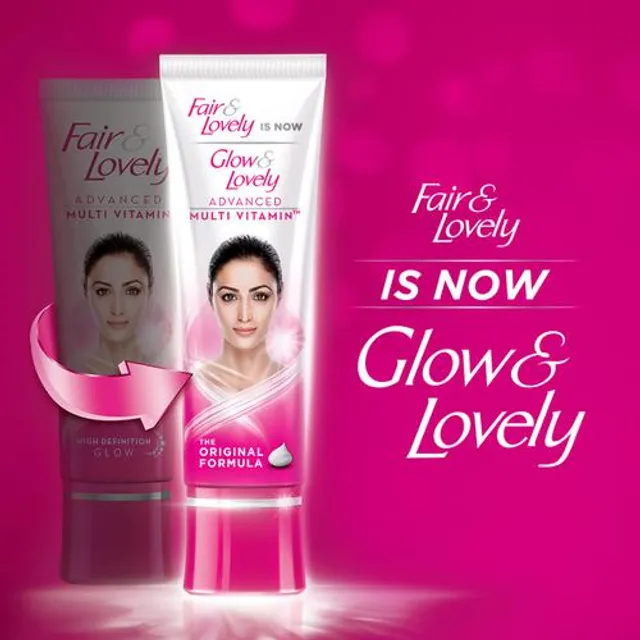 Fair &
Lovely
ADVANCED
MULTI VITAMIN
HIGH DEFINITION
GLOW
Fair &
Lovely IS NOW
Glow &
Lovely
ADVANCED
MULTI VITAMIN™
THE
ORIGINAL
FORMULA
Fair &
Lovely
IS NOW
Glow &
Lovely